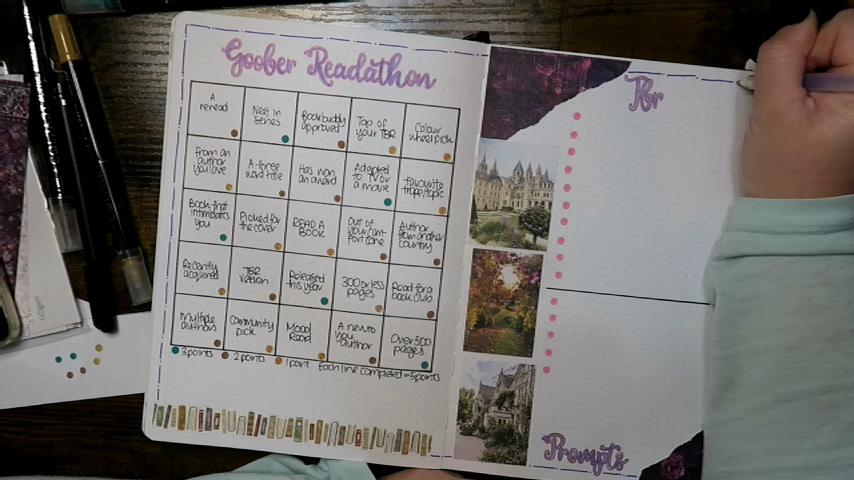 Goober Readathon
A
reread
Next in
Series
Book buddy
approved
Top of
your TBR
Colour
wheel pick
From an
author
you love
A three
word title
Has won
an award
Adapted
to TV or
a movie
Favourite
trope/topic
Book that
intimidates
you
Picked for
the cover
READ A
BOOK
Out of
your com-
fort zone
Author
from another
country
Recently
acquired
TBR
Released
this year
300 or less
pages
Read for a
book club
Multiple
authors
Community
pick
Mood
Read
A new to
you
author
Over 500
pages
3 points 2 points 1 point Each line completed = 5 points
Tbr
Prompts